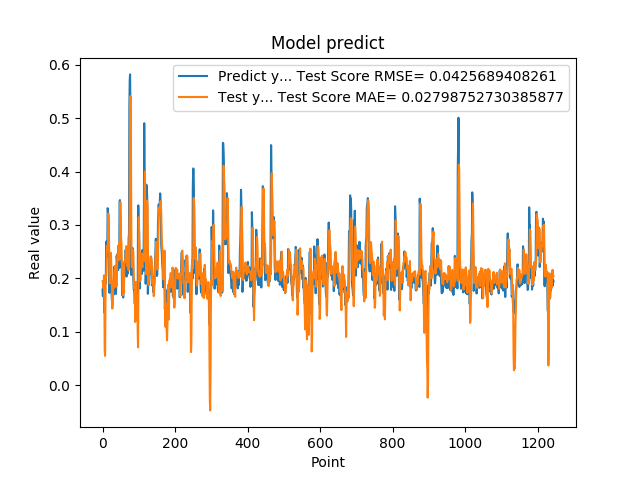 Model predict
Predict y... Test Score RMSE= 0.0425689408261
Test y... Test Score MAE= 0.02798752730385877
0.6
0.5
0.4
0.3
0.2
0.1
0.0
Real value
0 200 400 600 800 1000 1200
Point